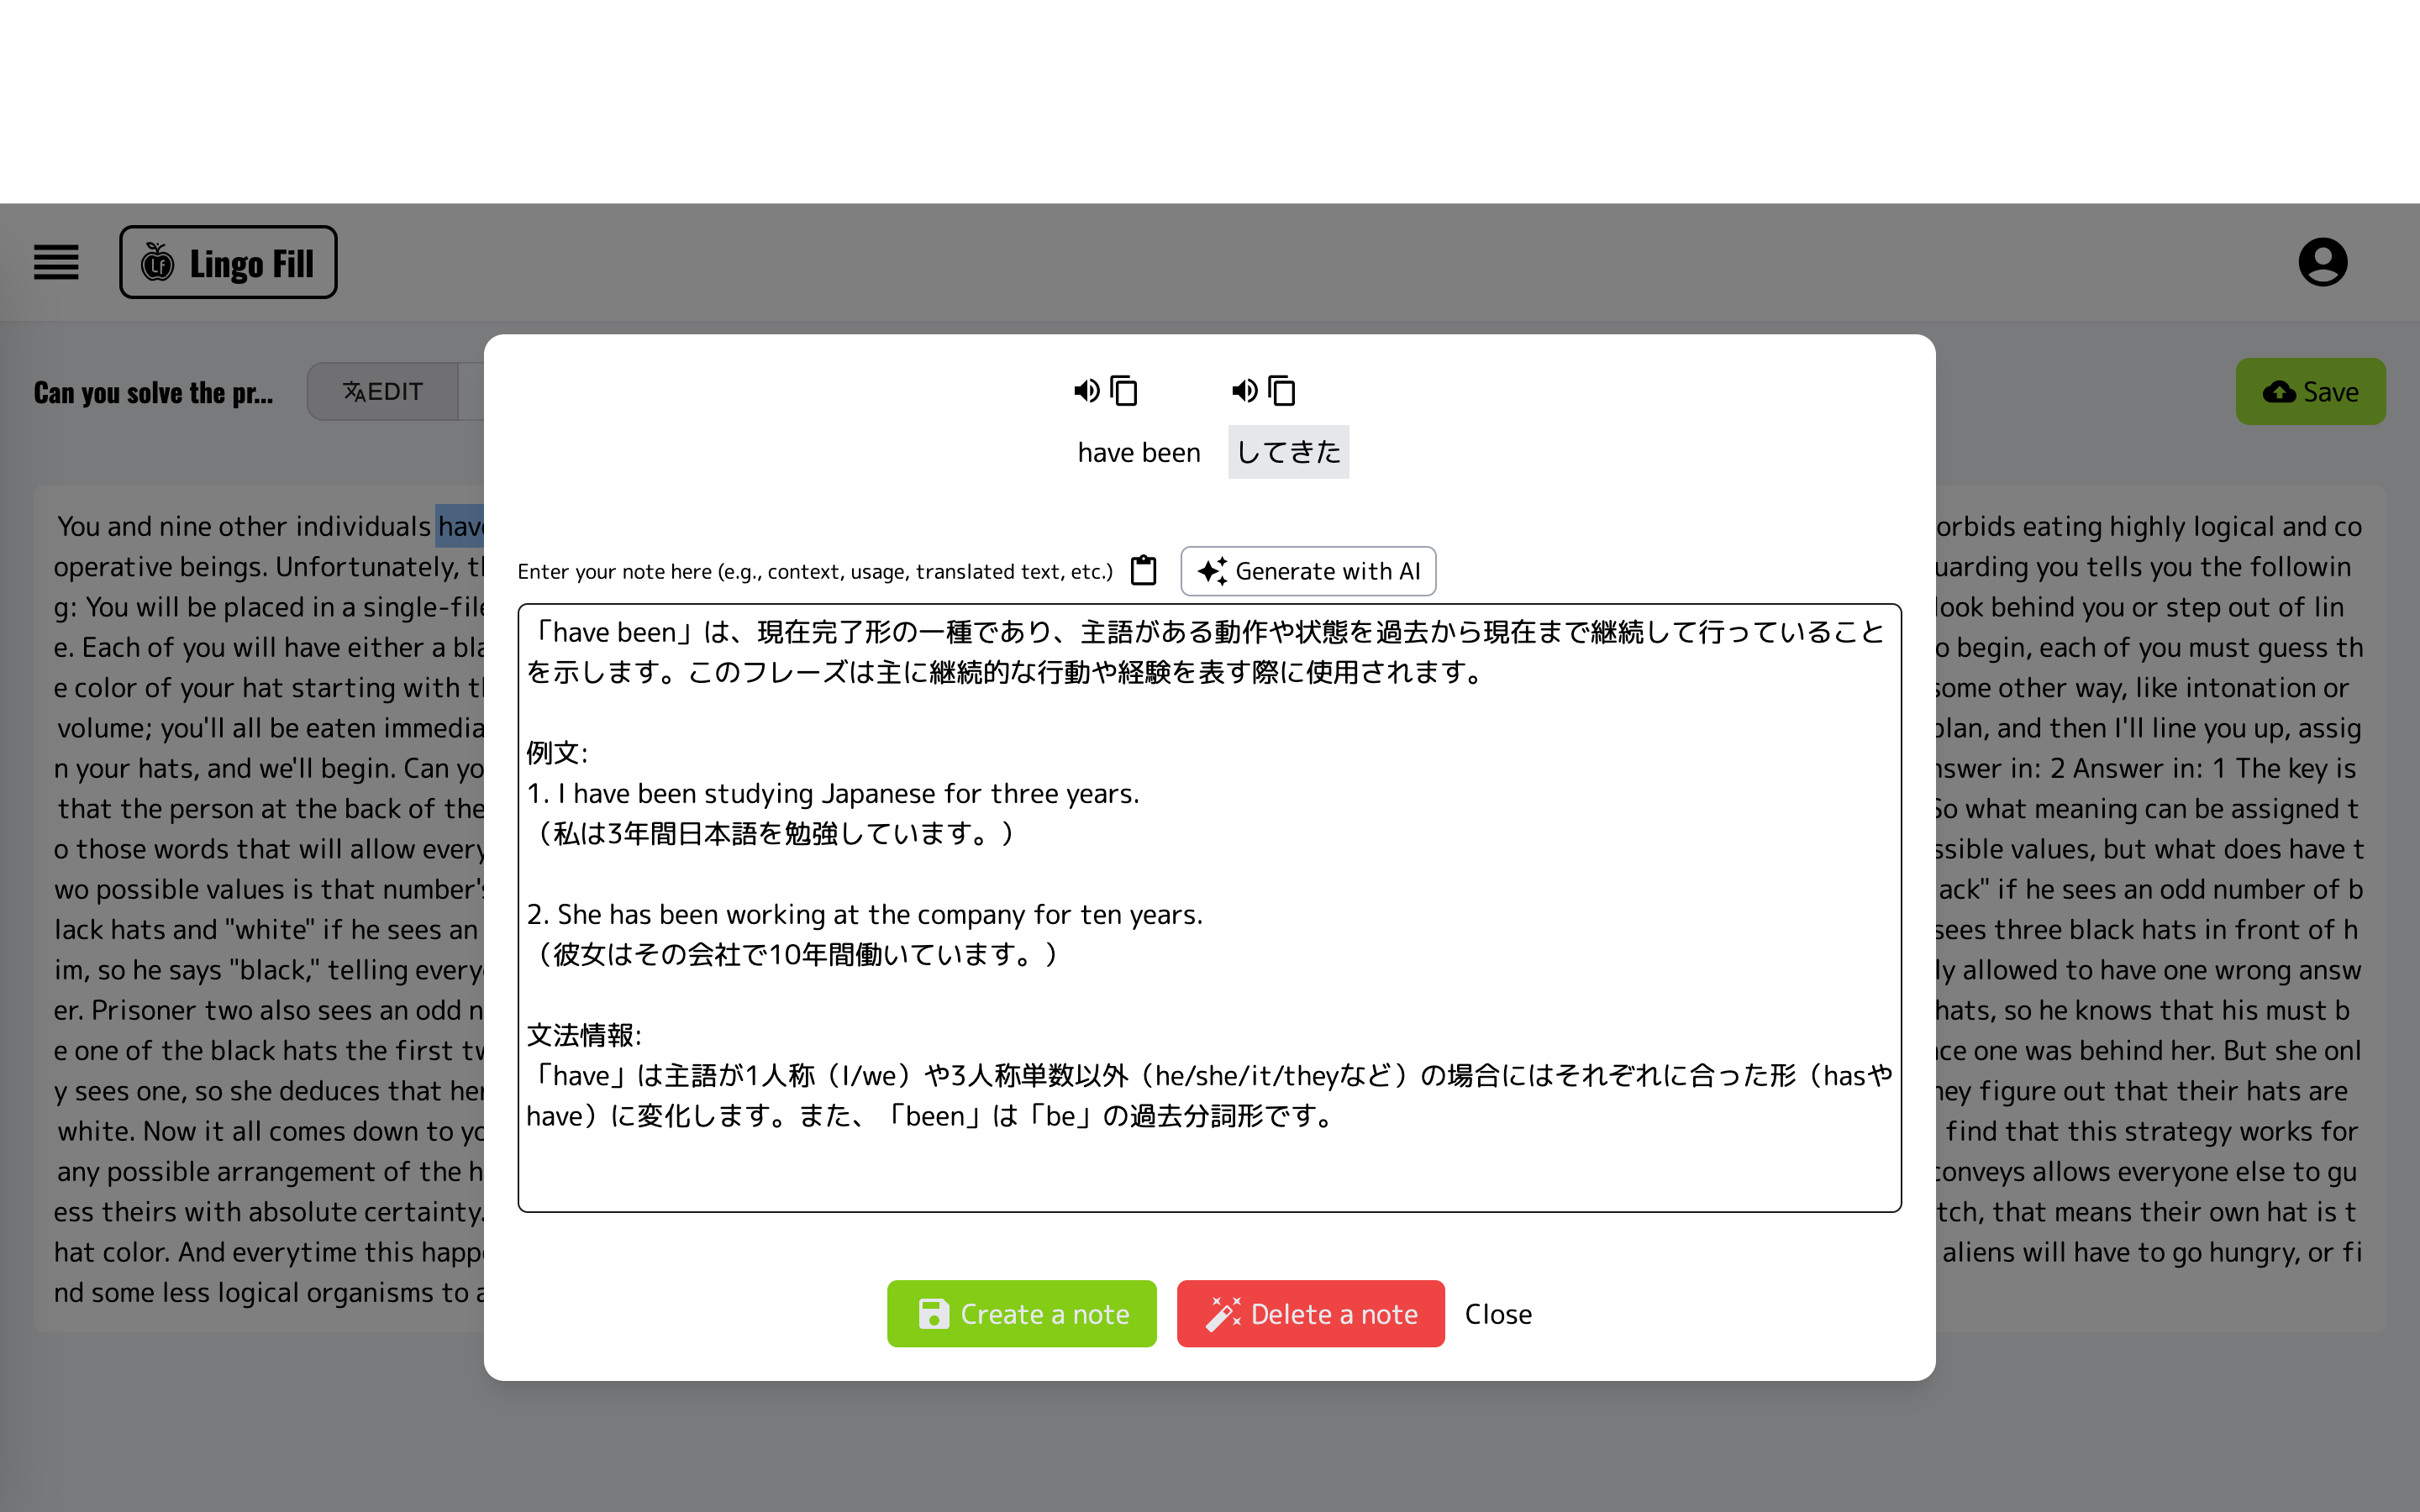 Lingo Fill
Can you solve the pr...
EDIT
Save
have been
してきた
Enter your note here (e.g., context, usage, translated text, etc.)
Generate with AI
「have been」は、現在完了形の一種であり、主語がある動作や状態を過去から現在まで継続して行っていること
を示します。このフレーズは主に継続的な行動や経験を表す際に使用されます。
例文:
1. I have been studying Japanese for three years.
（私は3年間日本語を勉強しています。）
2. She has been working at the company for ten years.
（彼女はその会社で10年間働いています。）
文法情報:
「have」は主語が1人称（I/we）や3人称単数以外（he/she/it/theyなど）の場合にはそれぞれに合った形（hasや
have）に変化します。また、「been」は「be」の過去分詞形です。
Create a note
Delete a note
Close
You and nine other individuals have
operative beings. Unfortunately,
g: You will be placed in a single-file
e. Each of you will have either a
e color of your hat starting with
volume; you'll all be eaten
n your hats, and we'll begin. Can
that the person at the back of the
o those words that will allow
wo possible values is that number's
lack hats and "white" if he sees an
im, so he says "black," telling
er. Prisoner two also sees an odd
e one of the black hats the first
y sees one, so she deduces that
white. Now it all comes down to
any possible arrangement of the
ess theirs with absolute certainty.
hat color. And everytime this
nd some less logical organisms to
eating highly logical and co
you tells you the followin
look behind you or step out of lin
begin, each of you must guess th
some other way, like intonation or
plan, and then I'll line you up, assig
in: 2 Answer in: 1 The key is
So what meaning can be assigned t
values, but what does have t
if he sees an odd number of b
sees three black hats in front of h
allowed to have one wrong answ
hats, so he knows that his must b
one was behind her. But she onl
figure out that their hats are
find that this strategy works for
conveys allows everyone else to gu
that means their own hat is t
aliens will have to go hungry, or fi